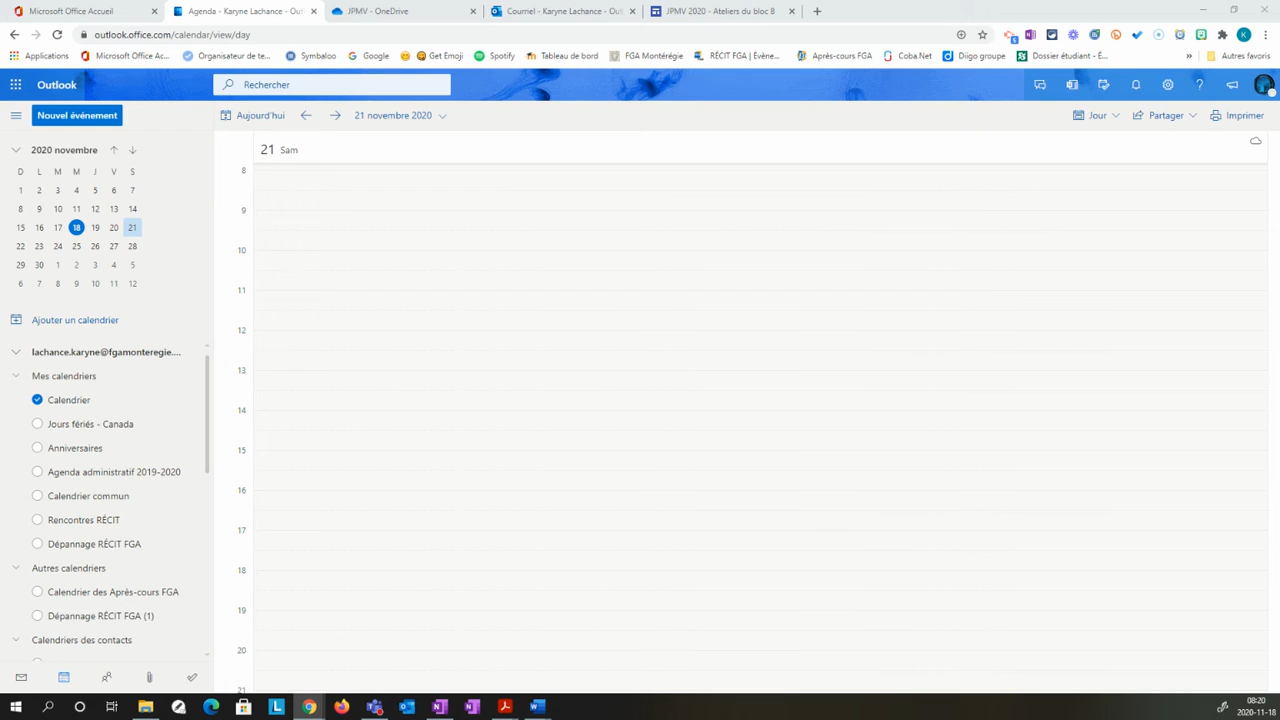 Microsoft Office Accueil
Agenda - Karyne Lachance - Out
JPMV - OneDrive
Courriel - Karyne Lachance - Out
JPMV 2020 - Ateliers du bloc B
outlook.office.com/calendar/view/day
Applications
Microsoft Office Ac...
Organisateur de te...
Symbaloo
Google
Get Emoji
Spotify
Tableau de bord
FGA Montérégie
RÉCIT FGA | Évène...
Après-cours FGA
Coba.Net
Diigo groupe
Dossier étudiant - É...
»
Autres favoris
Outlook
Rechercher
Nouvel événement
Aujourd'hui
21 novembre 2020
Jour
Partager
Imprimer
2020 novembre
D L M M J V S
1 2 3 4 5 6 7
8 9 10 11 12 13 14
15 16 17 18 19 20 21
22 23 24 25 26 27 28
29 30 1 2 3 4 5
6 7 8 9 10 11 12
Ajouter un calendrier
lachance.karyne@fgamonteregie....
Mes calendriers
Calendrier
Jours fériés - Canada
Anniversaires
Agenda administratif 2019-2020
Calendrier commun
Rencontres RÉCIT
Dépannage RÉCIT FGA
Autres calendriers
Calendrier des Après-cours FGA
Dépannage RÉCIT FGA (1)
Calendriers des contacts
21 Sam
8
9
10
11
12
13
14
15
16
17
18
19
20
21
08:20
2020-11-18